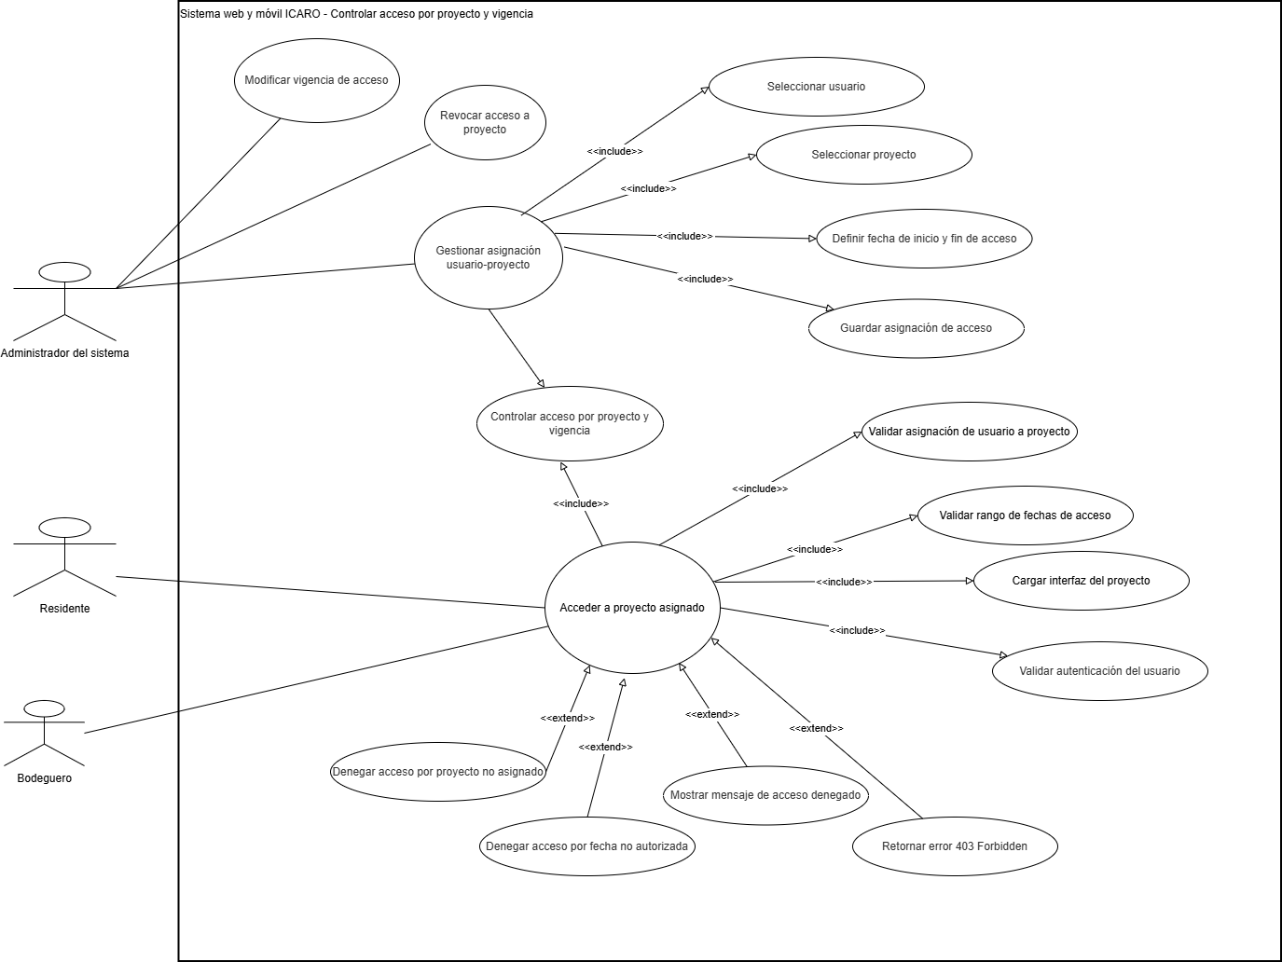 Sistema web y móvil ICARO - Controlar acceso por proyecto y vigencia
Modificar vigencia de acceso
Revocar acceso a
proyecto
Seleccionar usuario
<<include>>
Seleccionar proyecto
<<include>>
Gestionar asignación
usuario-proyecto
<<include>>
Definir fecha de inicio y fin de acceso
<<include>>
Guardar asignación de acceso
Administrador del sistema
Controlar acceso por proyecto y
vigencia
Validar asignación de usuario a proyecto
<<include>>
<<include>>
Validar rango de fechas de acceso
<<include>>
<<include>>
Cargar interfaz del proyecto
Residente
Acceder a proyecto asignado
<<include>>
Validar autenticación del usuario
<<extend>>
<<extend>>
<<extend>>
<<extend>>
Bodeguero
Denegar acceso por proyecto no asignado
Mostrar mensaje de acceso denegado
Denegar acceso por fecha no autorizada
Retornar error 403 Forbidden